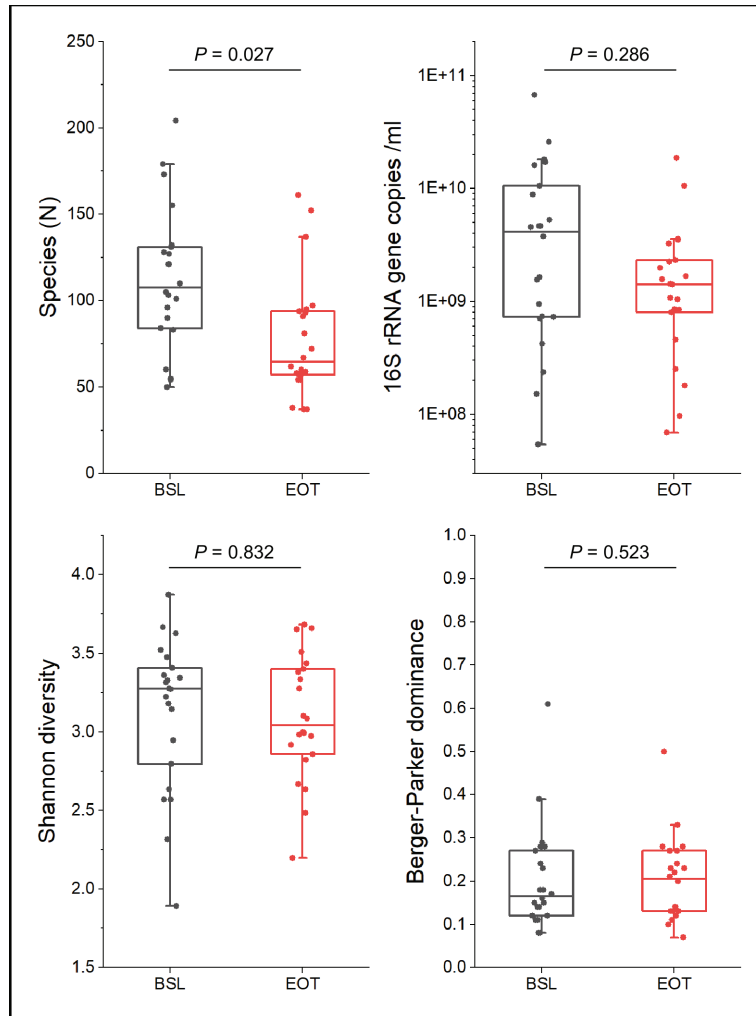 P = 0.027
Species (N)
250
200
150
100
50
0
BSL
EOT
P = 0.286
16S rRNA gene copies /ml
1E+11
1E+10
1E+09
1E+08
BSL
EOT
P = 0.832
Shannon diversity
4.0
3.5
3.0
2.5
2.0
1.5
BSL
EOT
P = 0.523
Berger-Parker dominance
1.0
0.9
0.8
0.7
0.6
0.5
0.4
0.3
0.2
0.1
0.0
BSL
EOT